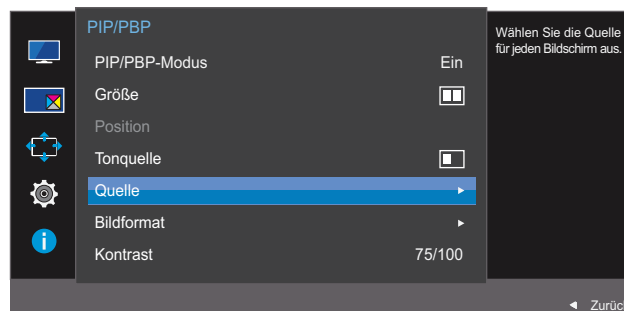 PIP/PBP
PIP/PBP-Modus Ein
Größe
Position
Tonquelle
Quelle
Bildformat
Kontrast 75/100
Wählen Sie die Quelle
für jeden Bildschirm aus.
Zurück